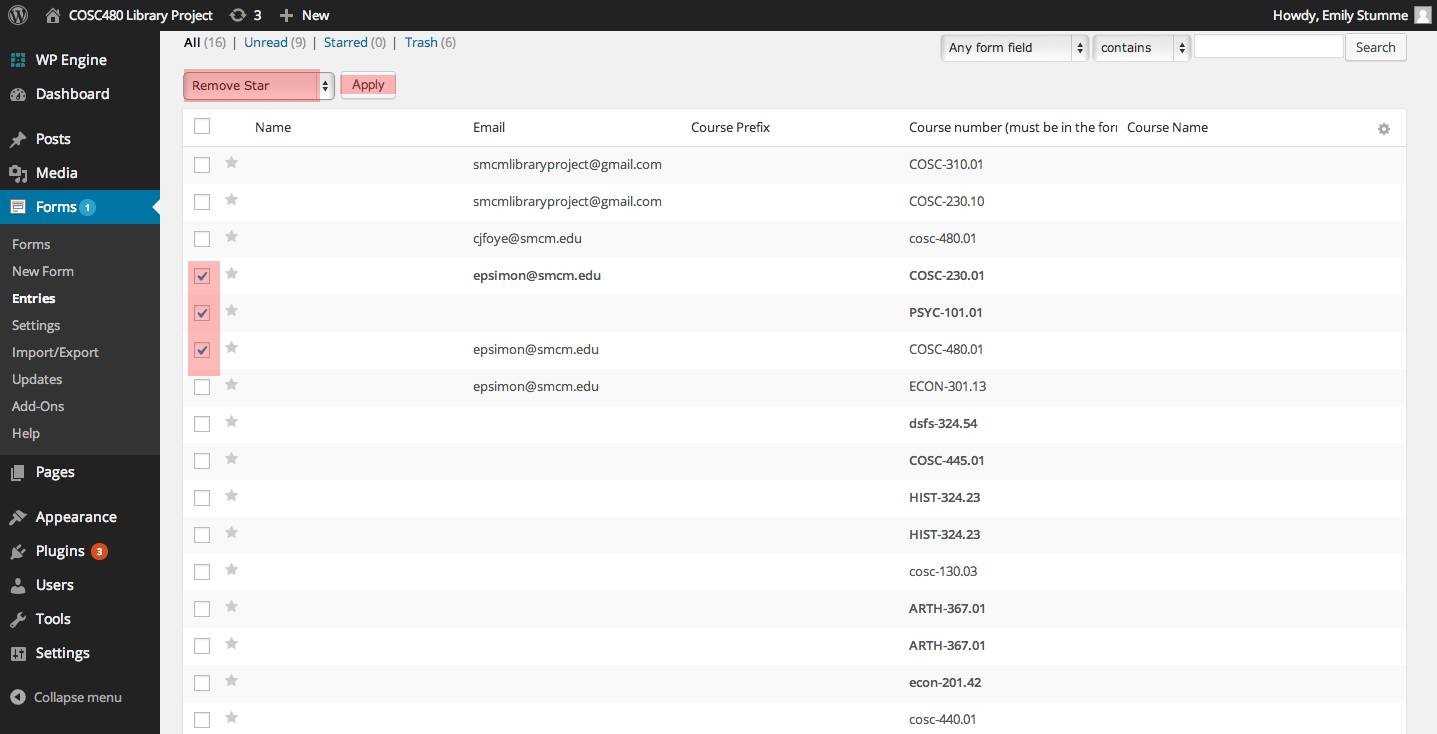 COSC480 Library Project 3 New Howdy, Emily Stumme
WP Engine
Dashboard
Posts
Media
Forms 1
Forms
New Form
Entries
Settings
Import/Export
Updates
Add-Ons
Help
Pages
Appearance
Plugins 3
Users
Tools
Settings
Collapse menu
All (16) | Unread (9) | Starred (0) | Trash (6)
Any form field contains Search
Remove Star Apply
Name Email Course Prefix Course number (must be in the forr Course Name
smcmlibraryproject@gmail.com COSC-310.01
smcmlibraryproject@gmail.com COSC-230.10
cjfoye@smcm.edu cosc-480.01
epsimon@smcm.edu COSC-230.01
PSYC-101.01
epsimon@smcm.edu COSC-480.01
epsimon@smcm.edu ECON-301.13
dsfs-324.54
COSC-445.01
HIST-324.23
HIST-324.23
cosc-130.03
ARTH-367.01
ARTH-367.01
econ-201.42
cosc-440.01